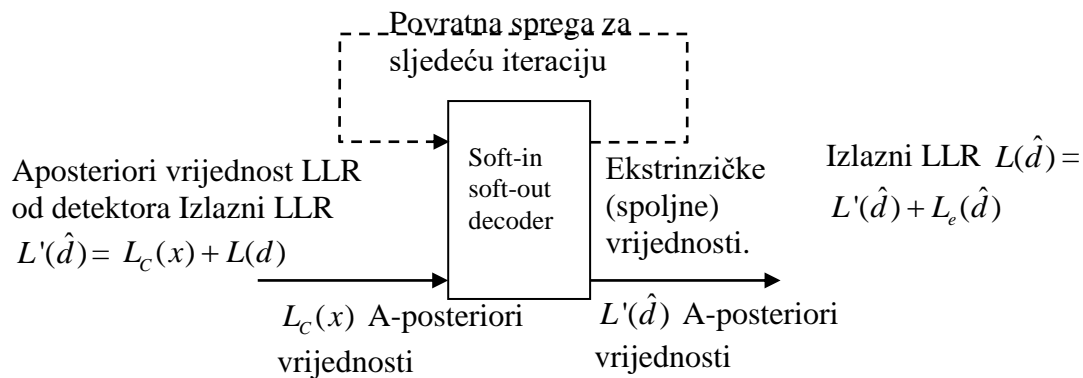 Povratna sprega za
sljedeću iteraciju
Aposteriori vrijednost LLR
od detektora Izlazni LLR
L'(d̂) = L_C(x) + L(d)
Soft-in
soft-out
decoder
Ekstrinzičke
(spoljne)
vrijednosti.
Izlazni LLR L(d̂) =
L'(d̂) + L_e(d̂)
L_C(x) A-posteriori
vrijednosti
L'(d̂) A-posteriori
vrijednosti